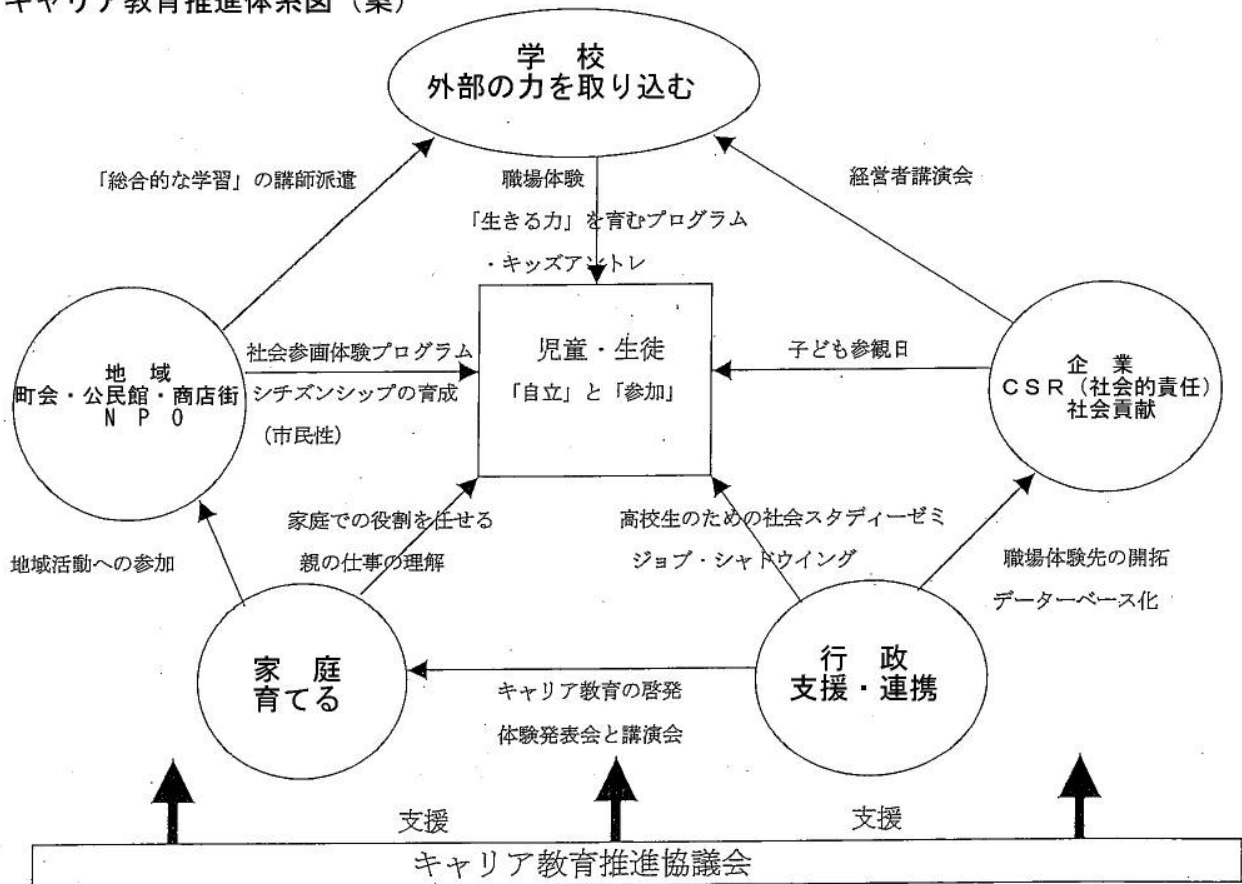 キャリア教育推進体系図（案）
学　校
外部の力を取り込む
「総合的な学習」の講師派遣
職場体験
「生きる力」を育むプログラム
・キッズアントレ
経営者講演会
地　域
町会・公民館・商店街
ＮＰＯ
社会参画体験プログラム
シチズンシップの育成
（市民性）
児童・生徒
「自立」と「参加」
子ども参観日
企　業
ＣＳＲ（社会的責任）
社会貢献
地域活動への参加
家庭での役割を任せる
親の仕事の理解
高校生のための社会スタディーゼミ
ジョブ・シャドウイング
職場体験先の開拓
データーベース化
家　庭
育てる
キャリア教育の啓発
体験発表会と講演会
行　政
支援・連携
支援
支援
キャリア教育推進協議会